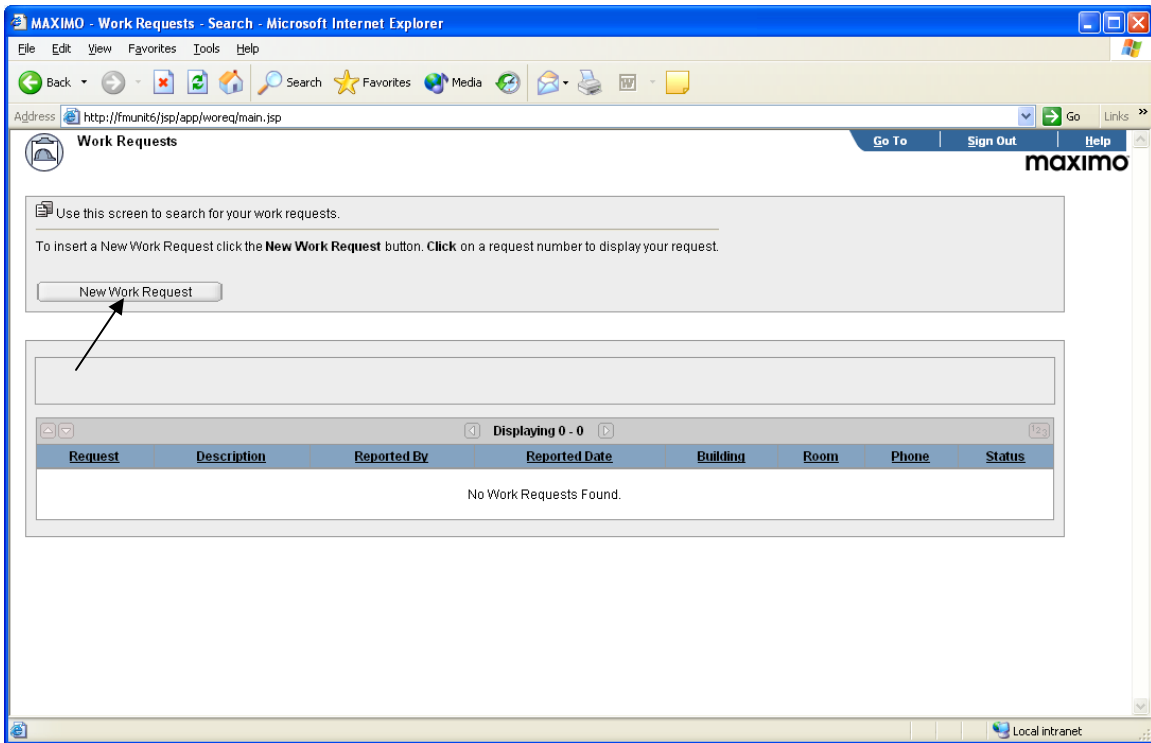 MAXIMO - Work Requests - Search - Microsoft Internet Explorer
File Edit View Favorites Tools Help
Back Search Favorites Media
Address http://fmunit6/jsp/app/woreq/main.jsp Go Links »
Work Requests Go To Sign Out Help
maximo
Use this screen to search for your work requests.
To insert a New Work Request click the New Work Request button. Click on a request number to display your request.
New Work Request
Displaying 0 - 0
Request Description Reported By Reported Date Building Room Phone Status
No Work Requests Found.
Local intranet